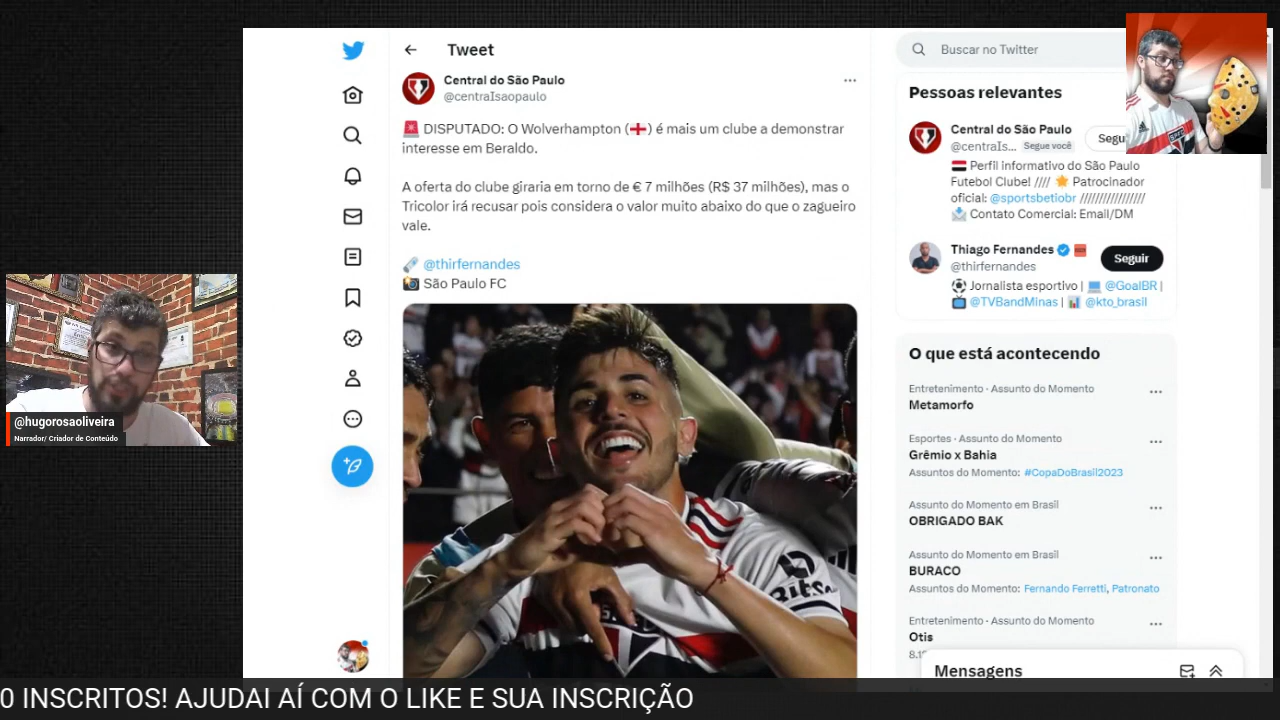 Tweet
Central do São Paulo
@centraIsaopaulo
🚨 DISPUTADO: O Wolverhampton (🏴󠁧󠁢󠁥󠁮󠁧󠁿) é mais um clube a demonstrar
interesse em Beraldo.
A oferta do clube giraria em torno de € 7 milhões (R$ 37 milhões), mas o
Tricolor irá recusar pois considera o valor muito abaixo do que o zagueiro
vale.
🗞️ @thirfernandes
📸 São Paulo FC
Bitso
Buscar no Twitter
Pessoas relevantes
Central do São Paulo
@centraIs... Segue você
Segu
🇾🇪 Perfil informativo do São Paulo
Futebol Clube! //// ⭐ Patrocinador
oficial: @sportsbetiobr /////////////////
📩 Contato Comercial: Email/DM
Thiago Fernandes
@thirfernandes
Seguir
⚽ Jornalista esportivo | 💻 @GoalBR |
📺 @TVBandMinas | 📊 @kto_brasil
O que está acontecendo
Entretenimento · Assunto do Momento
Metamorfo
Esportes · Assunto do Momento
Grêmio x Bahia
Assuntos do Momento: #CopaDoBrasil2023
Assunto do Momento em Brasil
OBRIGADO BAK
Assunto do Momento em Brasil
BURACO
Assuntos do Momento: Fernando Ferretti, Patronato
Entretenimento · Assunto do Momento
Otis
Mensagens
@hugorosaoliveira
Narrador/ Criador de Conteúdo
0 INSCRITOS! AJUDAI AÍ COM O LIKE E SUA INSCRIÇÃO